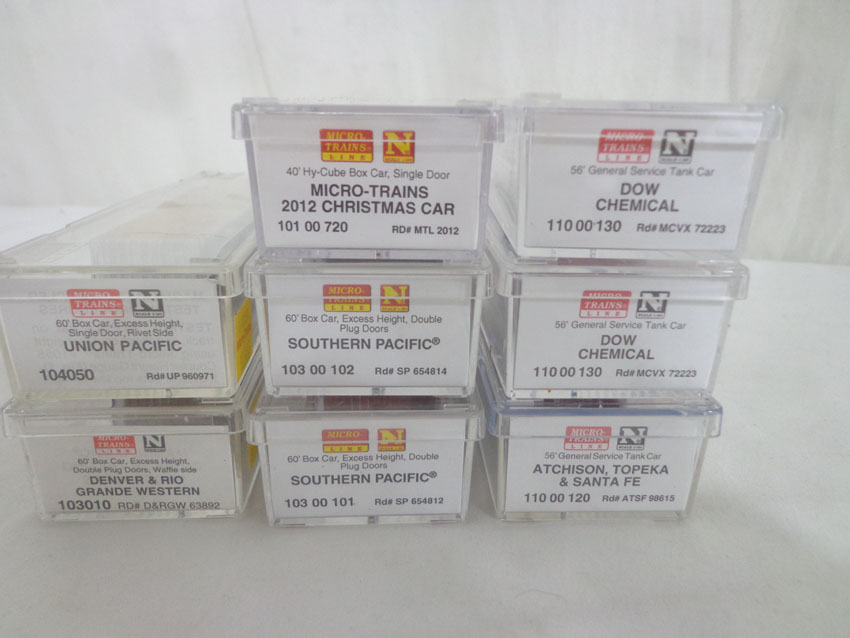 MICRO-
TRAINS
LINE
N
SCALE CARS
40' Hy-Cube Box Car, Single Door
MICRO-TRAINS
2012 CHRISTMAS CAR
101 00 720 RD# MTL 2012
MICRO-
TRAINS
LINE
N
56' General Service Tank Car
DOW
CHEMICAL
110 00 130 Rd# MCVX 72223
MICRO-
TRAINS
LINE
N
60' Box Car, Excess Height,
Single Door, Rivet Side
UNION PACIFIC
104050 Rd# UP 960971
MICRO-
TRAINS
LINE
N
60' Box Car, Excess Height, Double
Plug Doors
SOUTHERN PACIFIC®
103 00 102 Rd# SP 654814
MICRO-
TRAINS
LINE
N
56' General Service Tank Car
DOW
CHEMICAL
110 00 130 Rd# MCVX 72223
MICRO-
TRAINS
LINE
N
60' Box Car, Excess Height,
Double Plug Doors, Waffle side
DENVER & RIO
GRANDE WESTERN
103010 RD# D&RGW 63892
MICRO-
TRAINS
LINE
N
60' Box Car, Excess Height, Double
Plug Doors
SOUTHERN PACIFIC®
103 00 101 Rd# SP 654812
MICRO-
TRAINS
LINE
N
56' General Service Tank Car
ATCHISON, TOPEKA
& SANTA FE
110 00 120 Rd# ATSF 98615